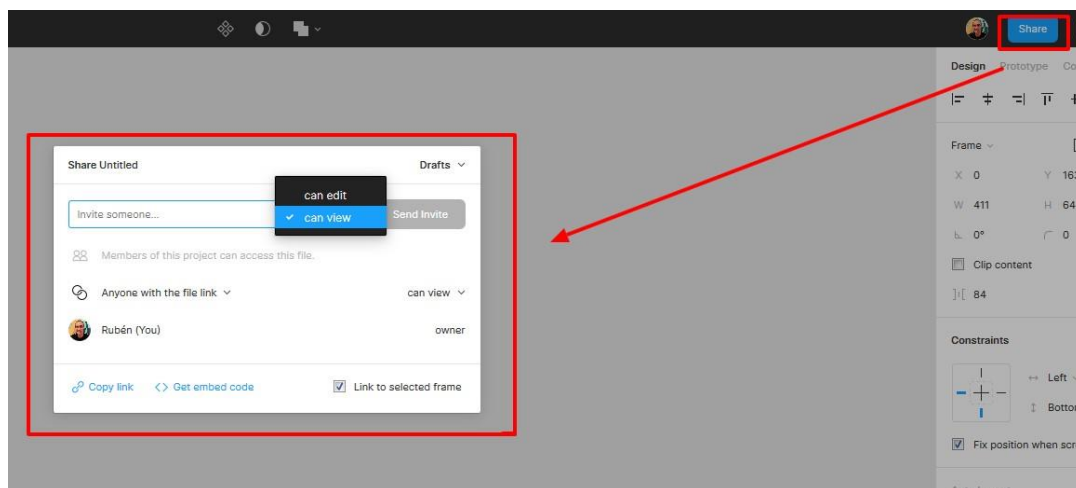 Share
Design Prototype Co
Frame
X 0 Y 163
W 411 H 64
0° 0
Clip content
84
Constraints
Left
Bottom
Fix position when scr
Share Untitled Drafts
can edit
can view
Invite someone... Send Invite
Members of this project can access this file.
Anyone with the file link can view
Rubén (You) owner
Copy link Get embed code Link to selected frame